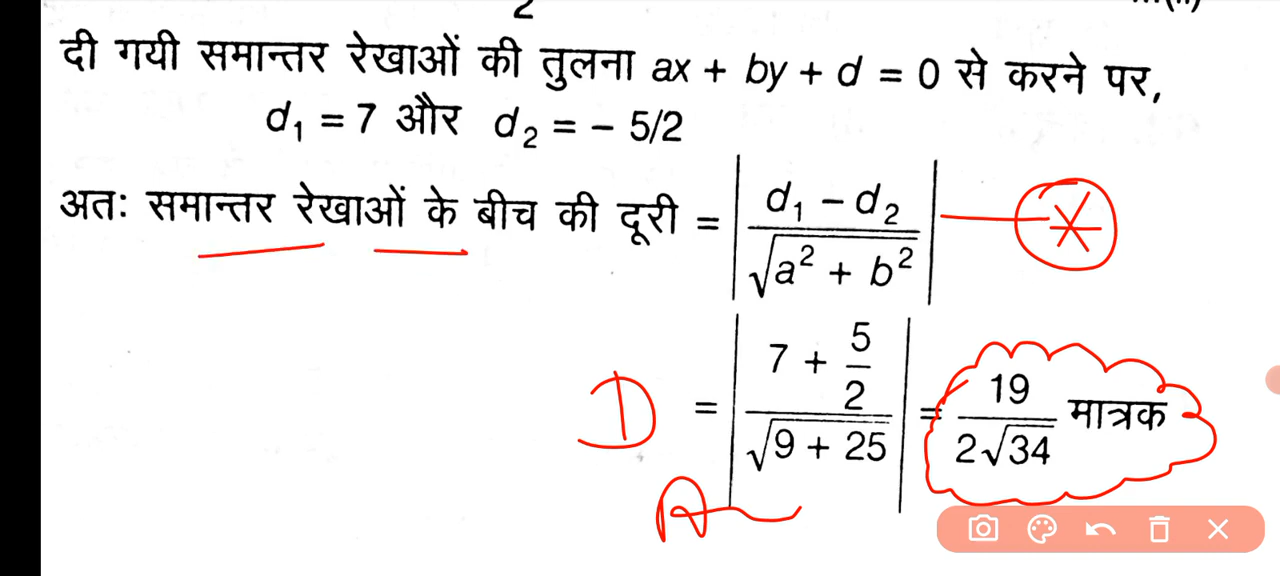 2
दी गयी समान्तर रेखाओं की तुलना ax + by + d = 0 से करने पर,
d₁ = 7 और d₂ = – 5/2
अतः समान्तर रेखाओं के बीच की दूरी = | (d₁ – d₂) / √(a² + b²) |
D = | (7 + 5/2) / √(9 + 25) | = 19 / 2√34 मात्रक